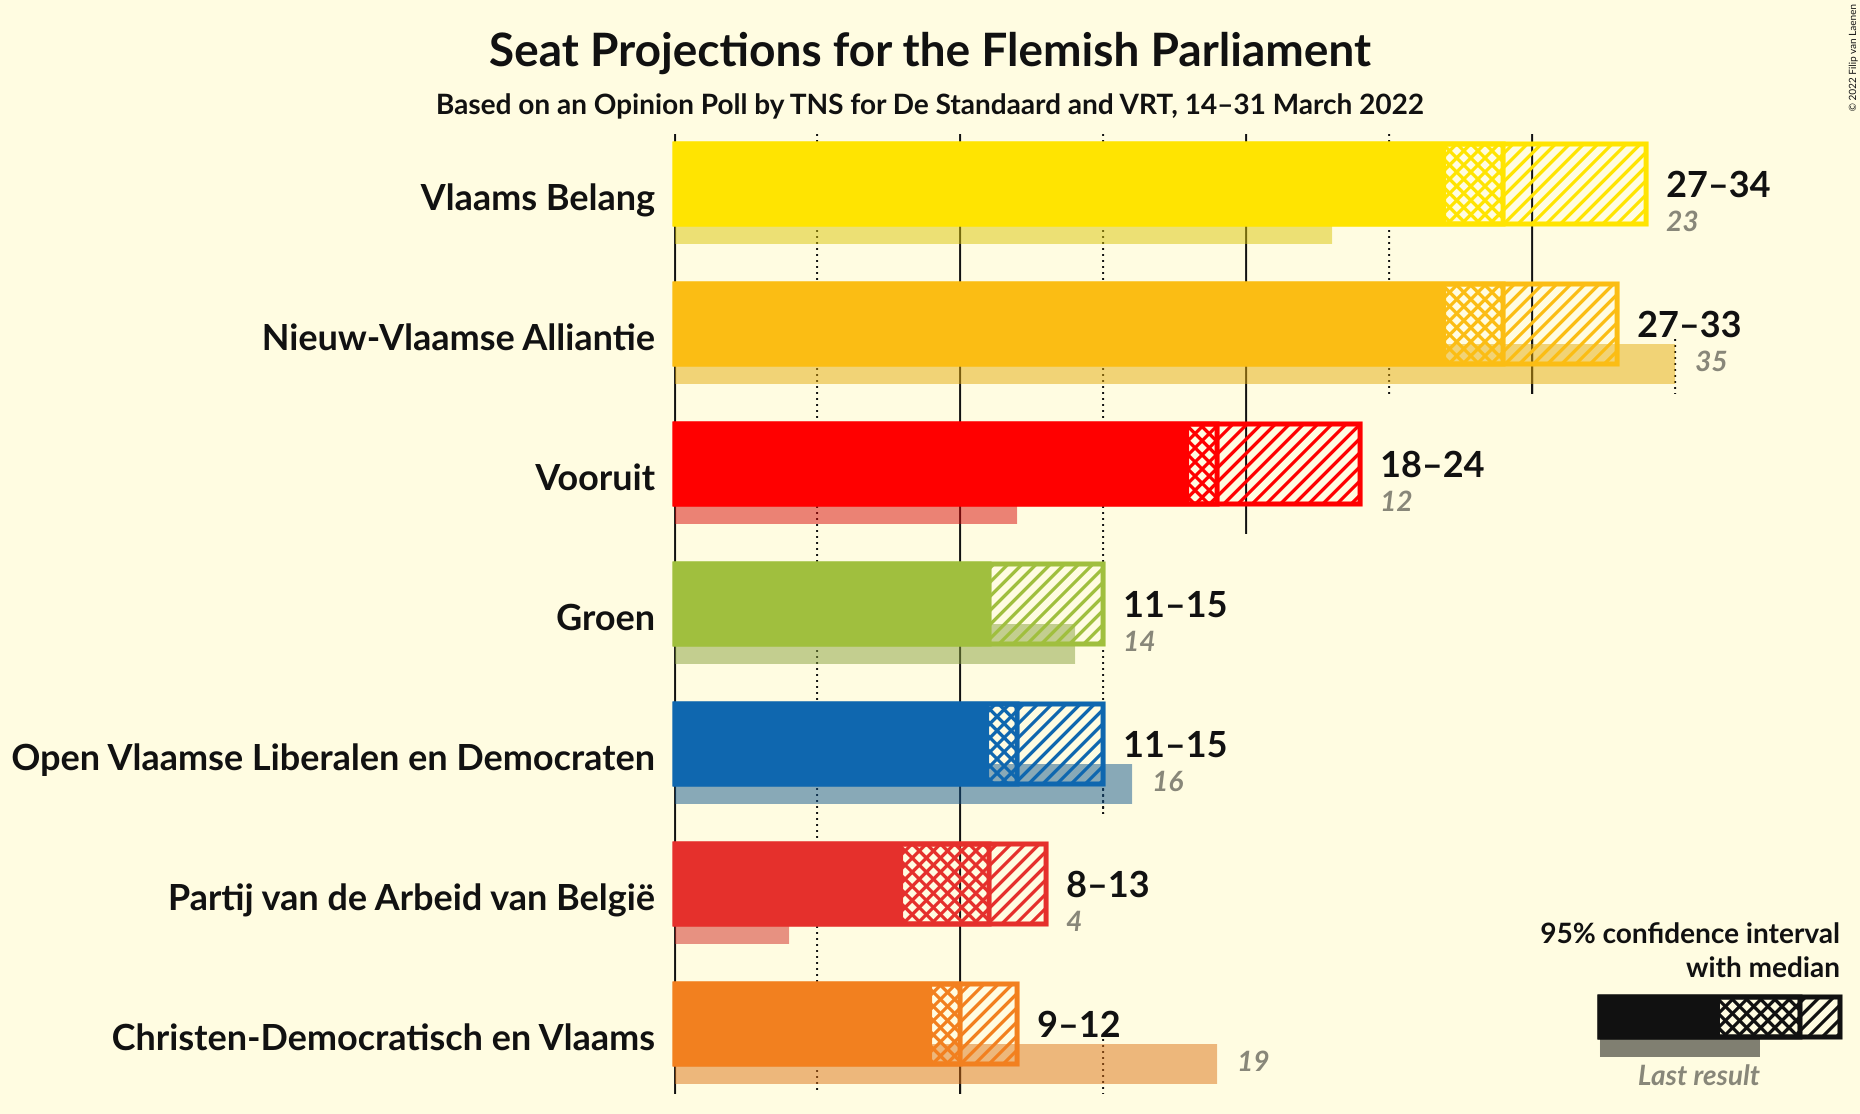 Seat Projections for the Flemish Parliament
Based on an Opinion Poll by TNS for De Standaard and VRT, 14–31 March 2022
© 2022 Filip van Laenen
Vlaams Belang
27–34
23
Nieuw-Vlaamse Alliantie
27–33
35
Vooruit
18–24
12
Groen
11–15
14
Open Vlaamse Liberalen en Democraten
11–15
16
Partij van de Arbeid van België
8–13
4
Christen-Democratisch en Vlaams
9–12
19
95% confidence interval
with median
Last result